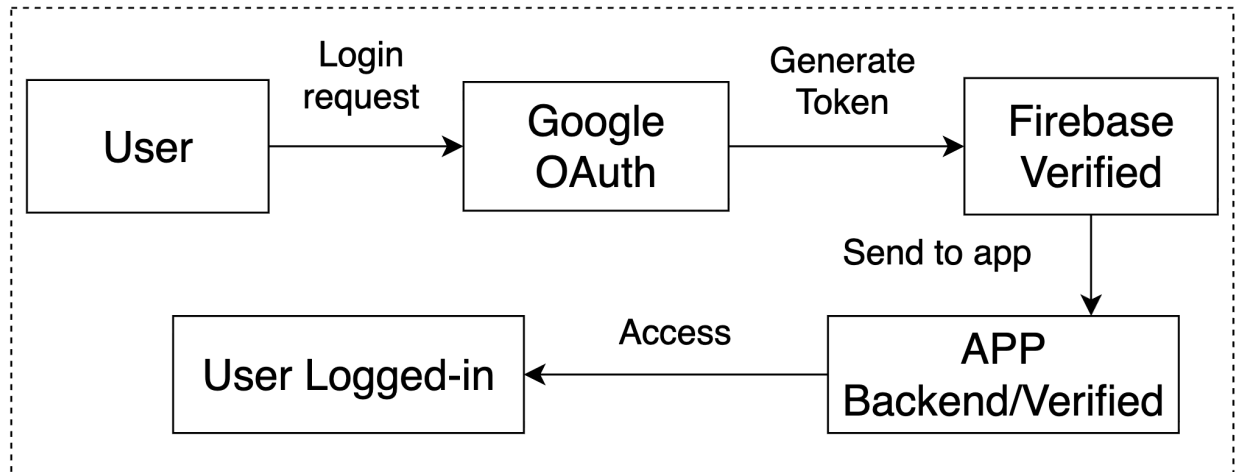 User
Login
request
Google
OAuth
Generate
Token
Firebase
Verified
Send to app
APP
Backend/Verified
Access
User Logged-in